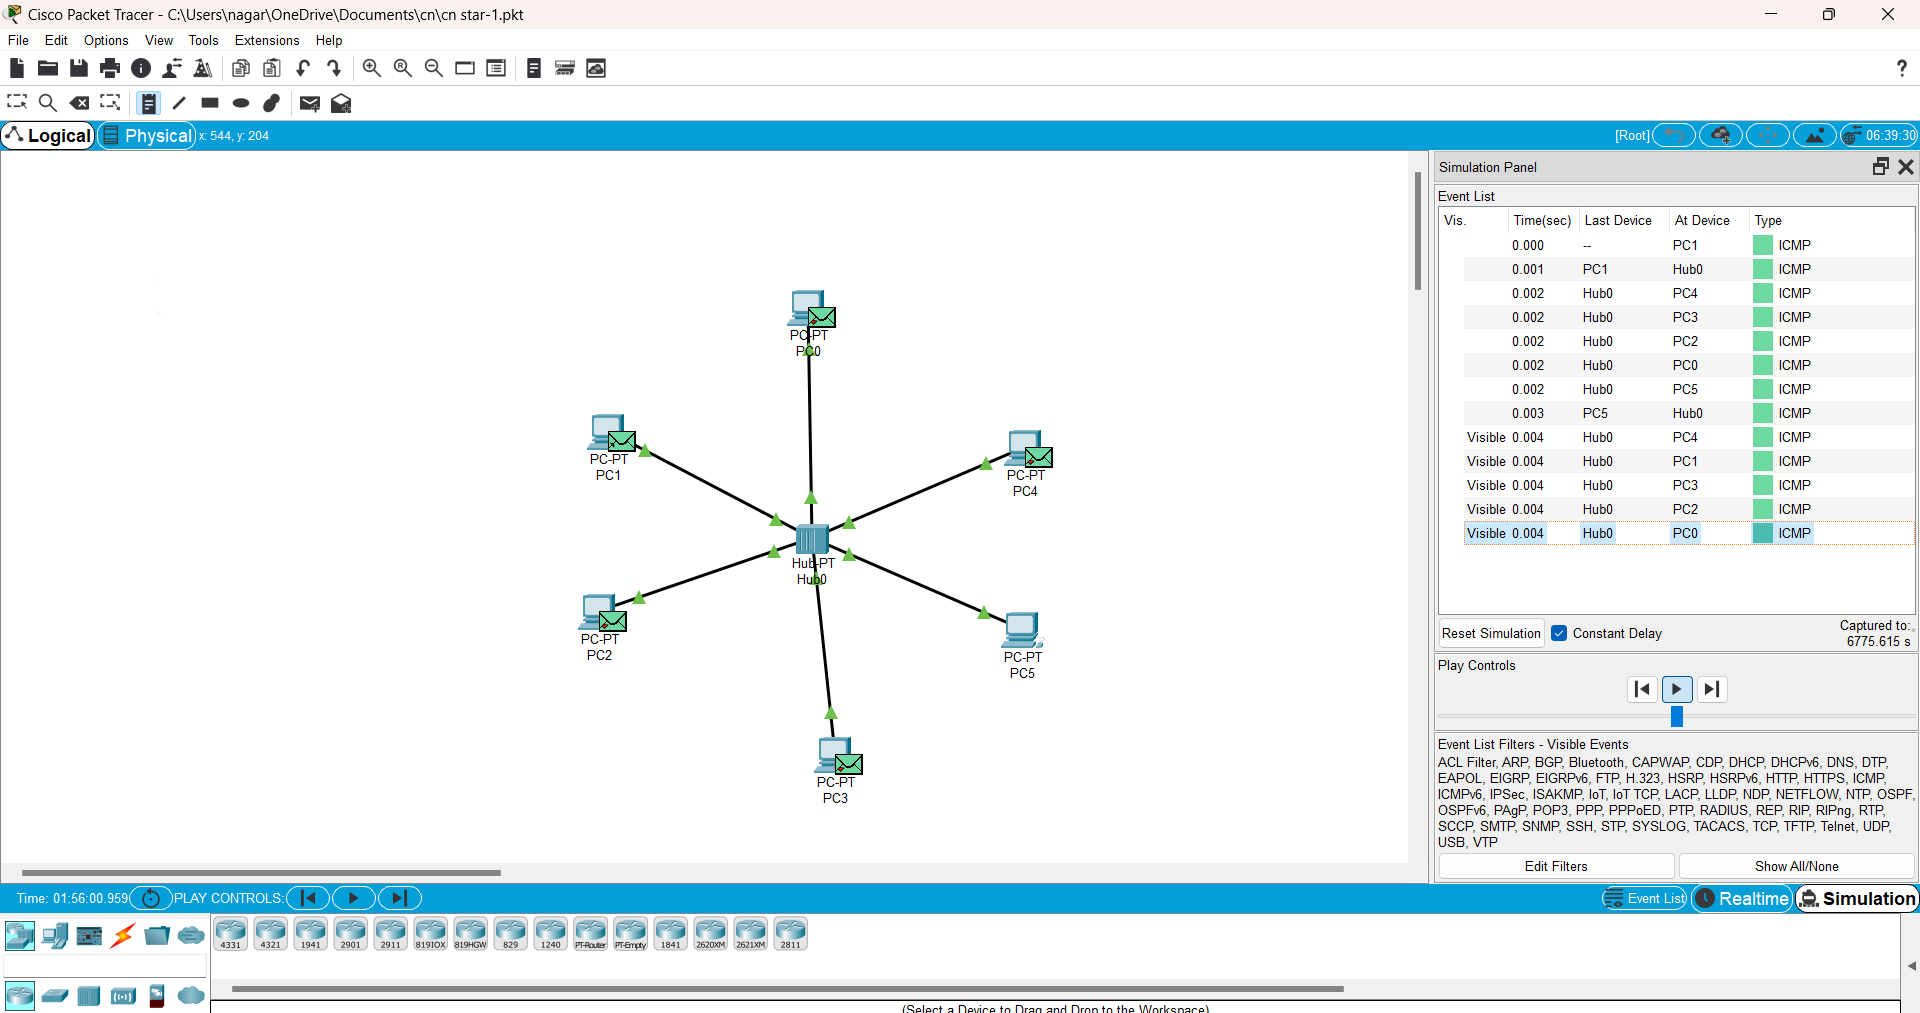 Cisco Packet Tracer - C:\Users\nagar\OneDrive\Documents\cn\cn star-1.pkt
File Edit Options View Tools Extensions Help
?
Logical Physical x: 544, y: 204 [Root] 06:39:30
Simulation Panel
Event List
Vis. Time(sec) Last Device At Device Type
0.000 -- PC1 ICMP
0.001 PC1 Hub0 ICMP
0.002 Hub0 PC4 ICMP
0.002 Hub0 PC3 ICMP
0.002 Hub0 PC2 ICMP
0.002 Hub0 PC0 ICMP
0.002 Hub0 PC5 ICMP
0.003 PC5 Hub0 ICMP
Visible 0.004 Hub0 PC4 ICMP
Visible 0.004 Hub0 PC1 ICMP
Visible 0.004 Hub0 PC3 ICMP
Visible 0.004 Hub0 PC2 ICMP
Visible 0.004 Hub0 PC0 ICMP
Reset Simulation Constant Delay Captured to:
6775.615 s
Play Controls
Event List Filters - Visible Events
ACL Filter, ARP, BGP, Bluetooth, CAPWAP, CDP, DHCP, DHCPv6, DNS, DTP,
EAPOL, EIGRP, EIGRPv6, FTP, H.323, HSRP, HSRPv6, HTTP, HTTPS, ICMP,
ICMPv6, IPSec, ISAKMP, IoT, IoT TCP, LACP, LLDP, NDP, NETFLOW, NTP, OSPF,
OSPFv6, PAgP, POP3, PPP, PPPoED, PTP, RADIUS, REP, RIP, RIPng, RTP,
SCCP, SMTP, SNMP, SSH, STP, SYSLOG, TACACS, TCP, TFTP, Telnet, UDP,
USB, VTP
Edit Filters Show All/None
PC-PT
PC0
PC-PT
PC1
PC-PT
PC4
Hub-PT
Hub0
PC-PT
PC2
PC-PT
PC5
PC-PT
PC3
Time: 01:56:00.959 PLAY CONTROLS: Event List Realtime Simulation
4331 4321 1941 2901 2911 819IOX 819HGW 829 1240 PT-Router PT-Empty 1841 2620XM 2621XM 2811
(Select a Device to Drag and Drop to the Workspace)